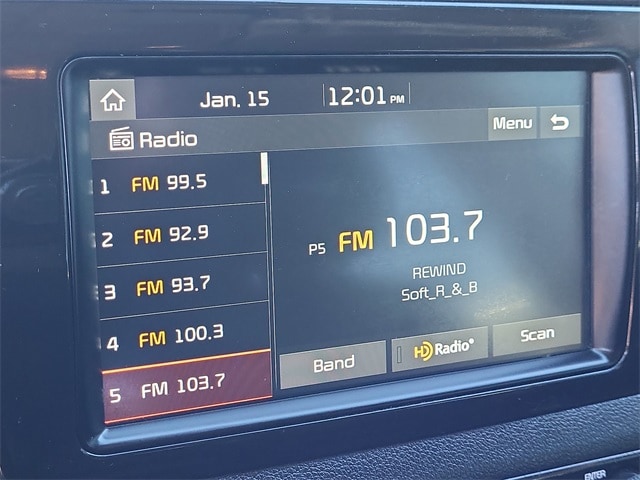 Jan. 15 12:01 PM
Radio Menu
1 FM 99.5
2 FM 92.9
3 FM 93.7
4 FM 100.3
5 FM 103.7
P5 FM 103.7
REWIND
Soft_R_&_B
Band HD Radio Scan
ENTER